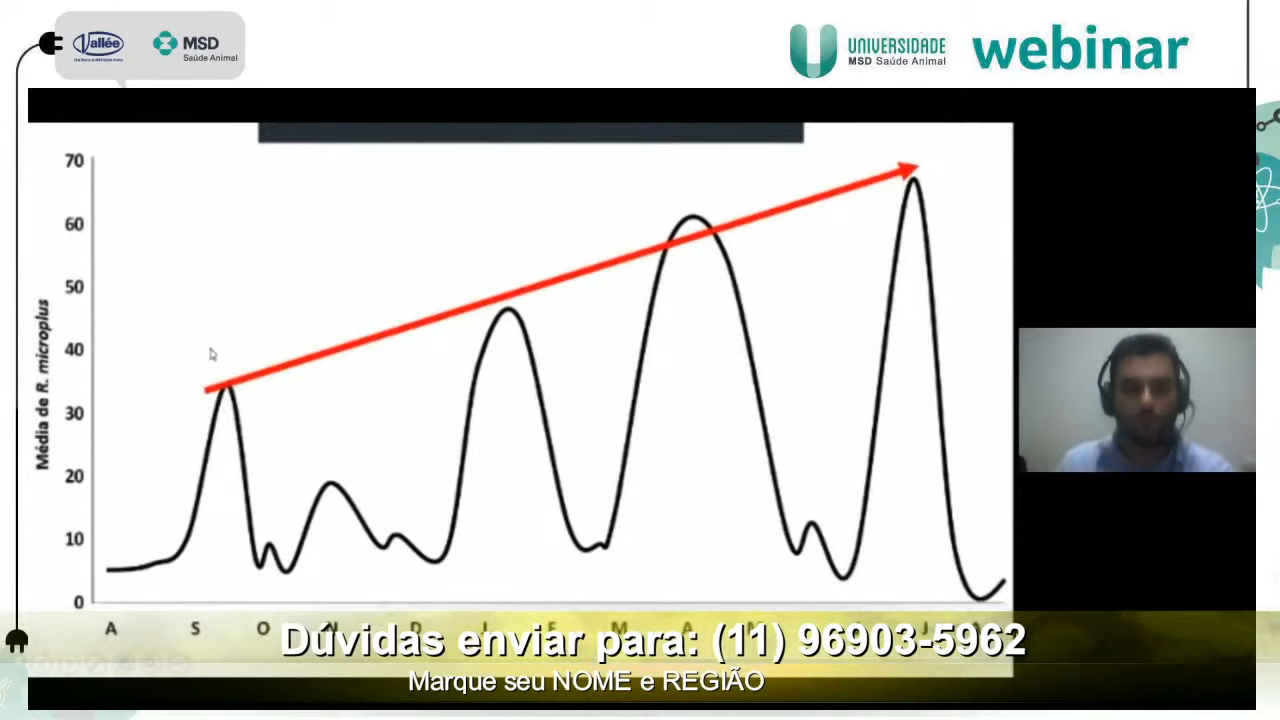 Vallée
MSD
Saúde Animal
UNIVERSIDADE
MSD Saúde Animal
webinar
70
60
50
40
30
20
10
0
Média de R. microplus
A S O N D J F M A M J A
Dúvidas enviar para: (11) 96903-5962
Marque seu NOME e REGIÃO